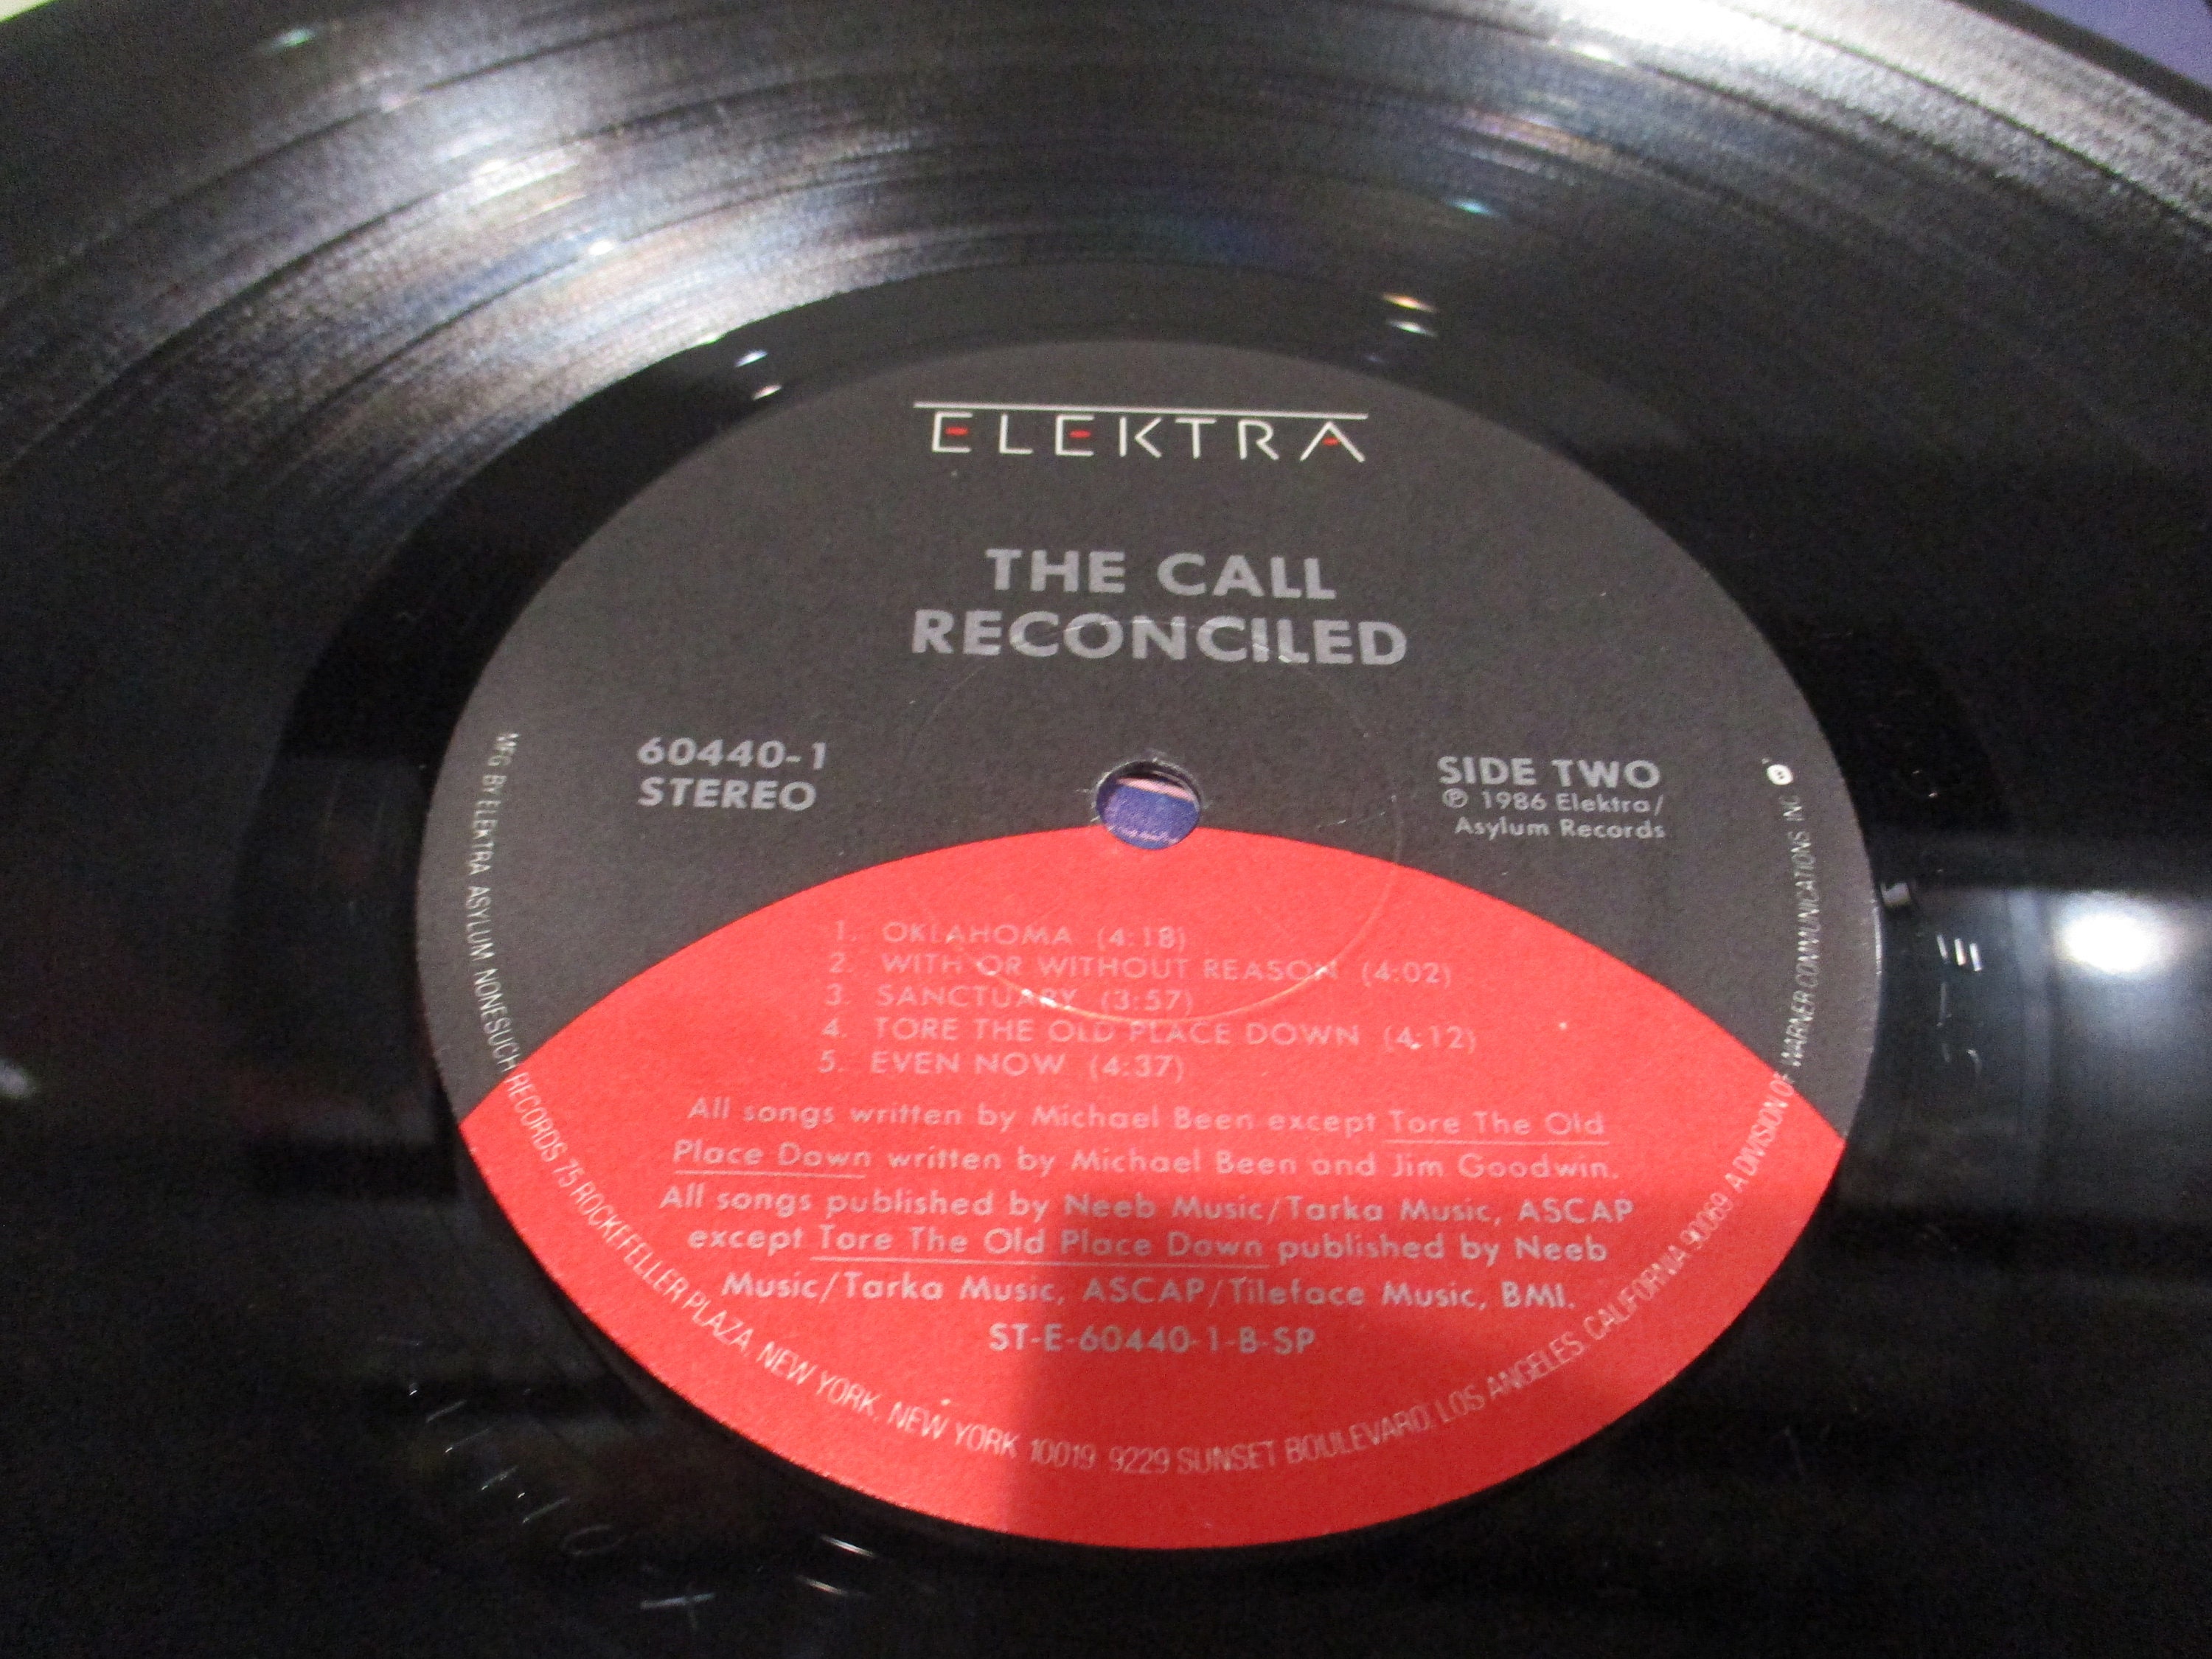 ELEKTRA
THE CALL
RECONCILED
60440-1
STEREO
SIDE TWO
℗ 1986 Elektra/
Asylum Records
1. OKLAHOMA (4:18)
2. WITH OR WITHOUT REASON (4:02)
3. SANCTUARY (3:57)
4. TORE THE OLD PLACE DOWN (4:12)
5. EVEN NOW (4:37)
All songs written by Michael Been except Tore The Old
Place Down written by Michael Been and Jim Goodwin.
All songs published by Neeb Music/Tarka Music, ASCAP
except Tore The Old Place Down published by Neeb
Music/Tarka Music, ASCAP/Tileface Music, BMI.
ST-E-60440-1-B-SP
MFG BY ELEKTRA ASYLUM NONESUCH RECORDS 75 ROCKEFELLER PLAZA, NEW YORK, NEW YORK 10019 9229 SUNSET BOULEVARD, LOS ANGELES, CALIFORNIA 90069 A DIVISION OF WARNER COMMUNICATIONS INC